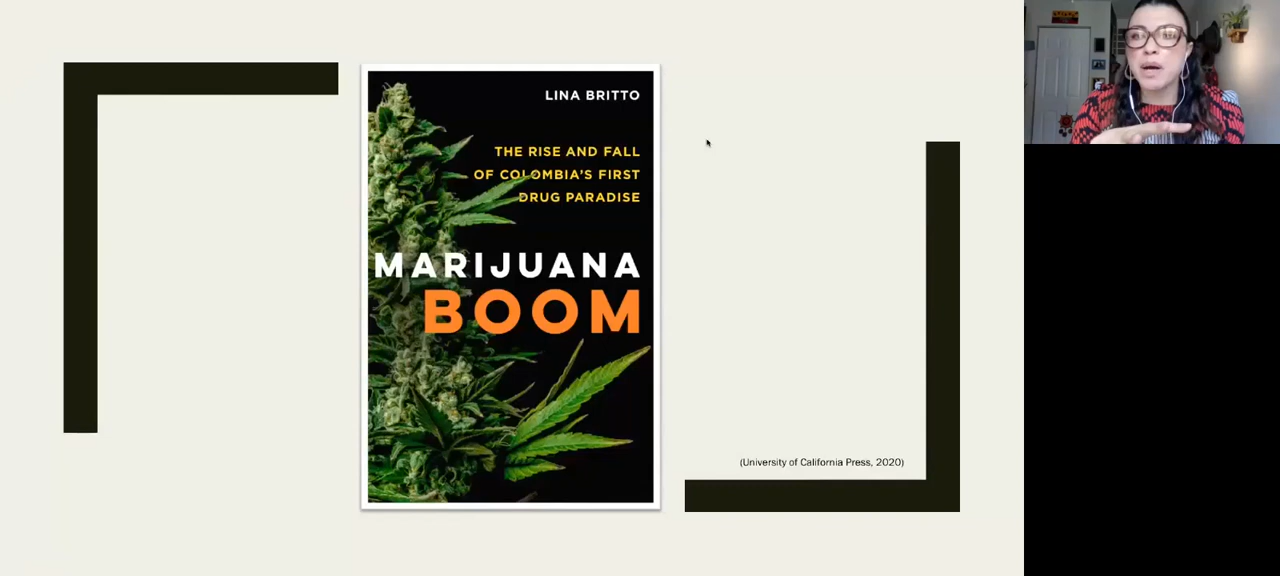 LINA BRITTO
THE RISE AND FALL
OF COLOMBIA'S FIRST
DRUG PARADISE
MARIJUANA
BOOM
(University of California Press, 2020)